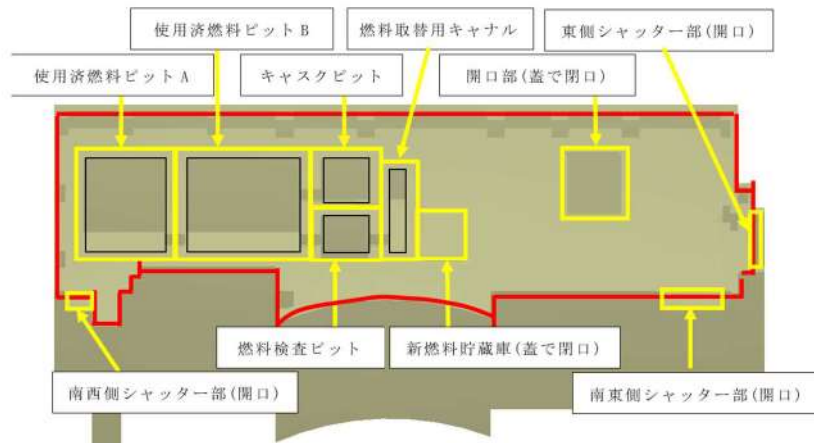 使用済燃料ピットB
燃料取替用キャナル
東側シャッター部(開口)
使用済燃料ピットA
キャスクピット
開口部(蓋で閉口)
燃料検査ピット
新燃料貯蔵庫(蓋で閉口)
南西側シャッター部(開口)
南東側シャッター部(開口)